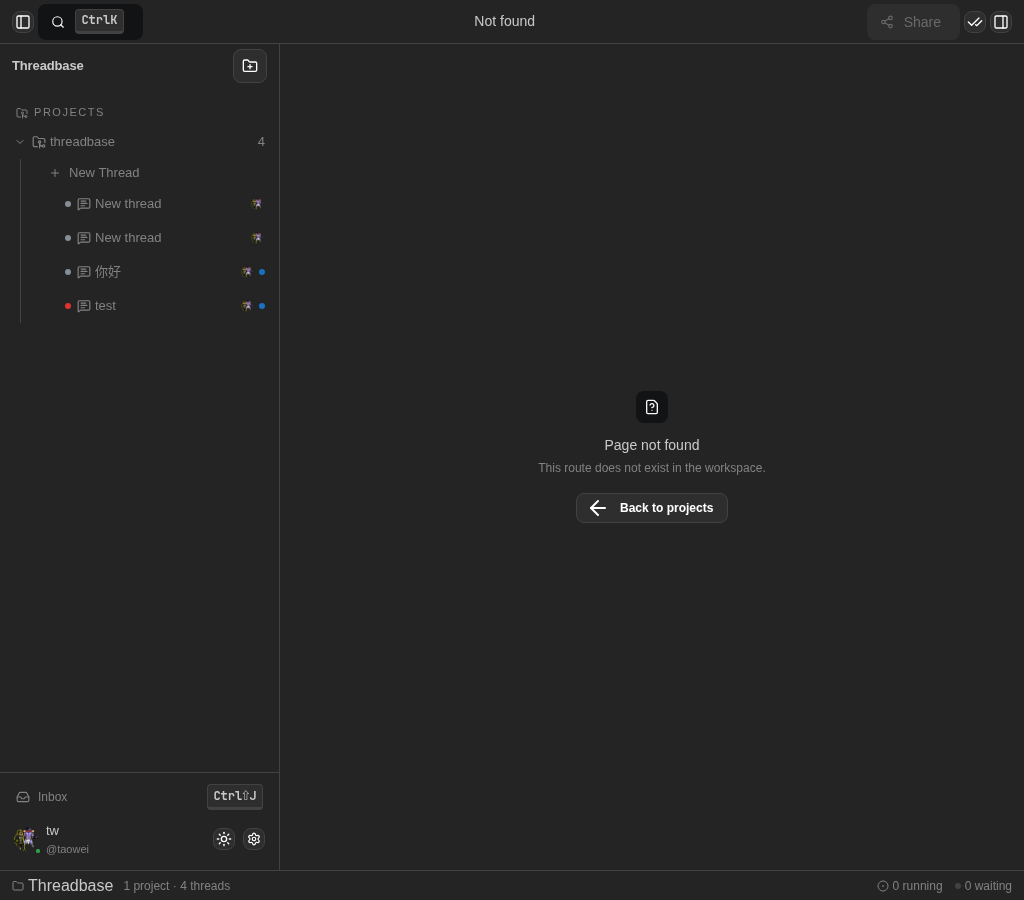 CtrlK
Not found
Share
Threadbase
PROJECTS
threadbase 4
New Thread
New thread
New thread
你好
test
Page not found
This route does not exist in the workspace.
Back to projects
Inbox Ctrl⇧J
tw
@taowei
Threadbase 1 project · 4 threads
0 running 0 waiting